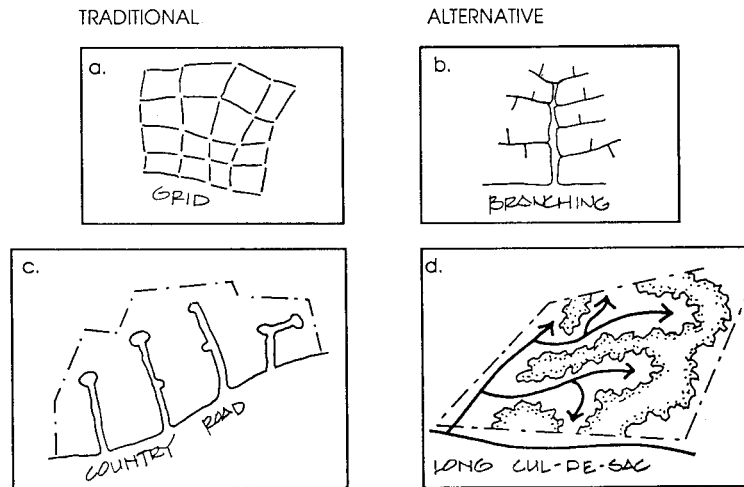 TRADITIONAL
ALTERNATIVE
a.
GRID
b.
BRANCHING
c.
COUNTRY ROAD
d.
LONG CUL-DE-SAC